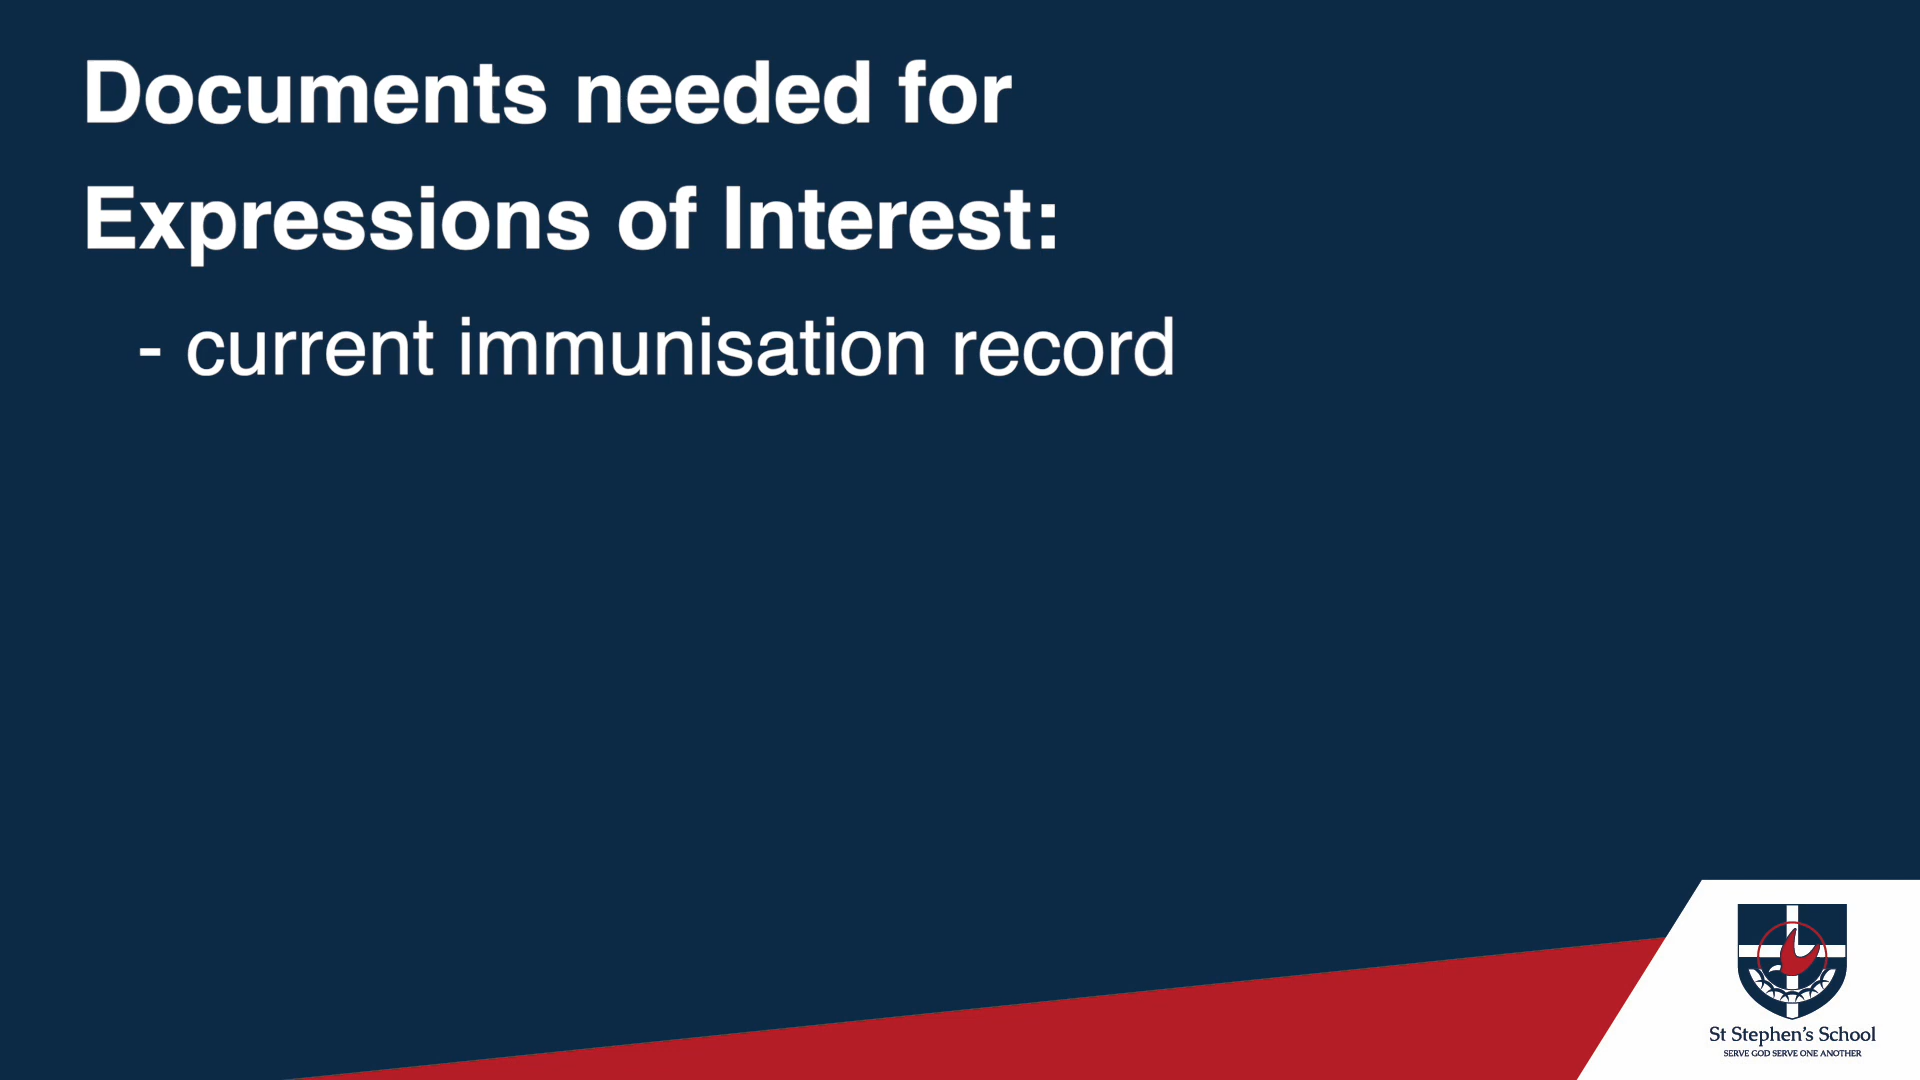 Documents needed for
Expressions of Interest:
- current immunisation record
St Stephen's School
SERVE GOD SERVE ONE ANOTHER